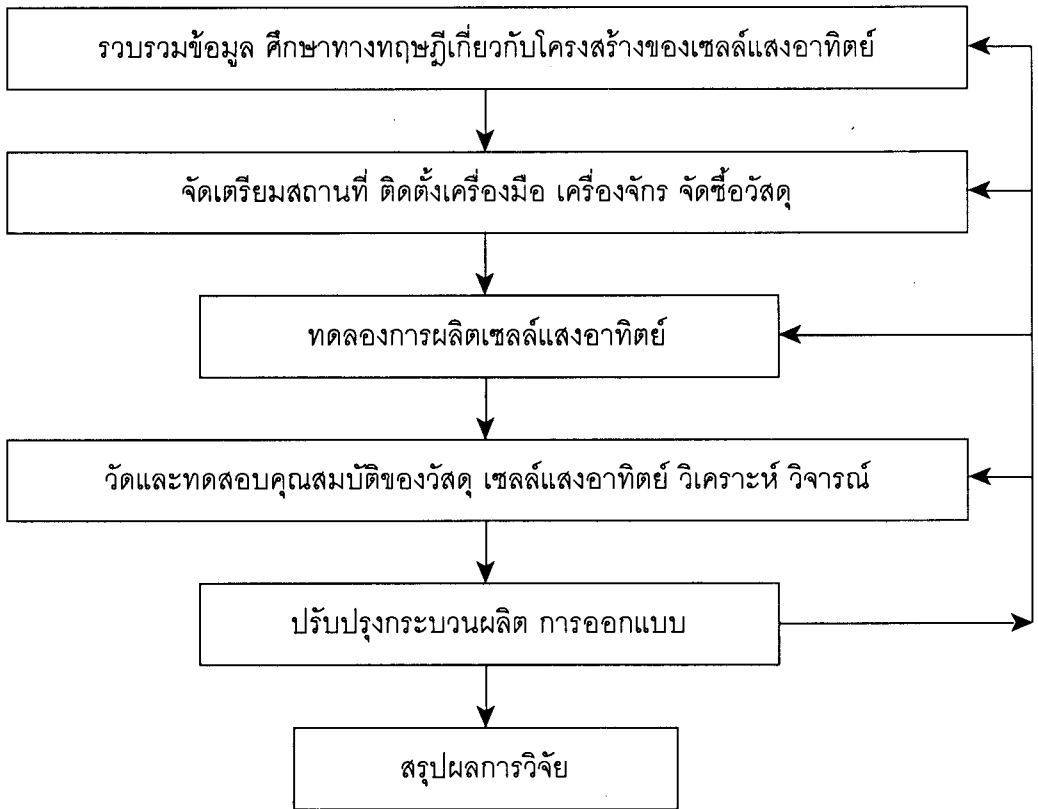 รวบรวมข้อมูล ศึกษาทางทฤษฎีเกี่ยวกับโครงสร้างของเซลล์แสงอาทิตย์
จัดเตรียมสถานที่ ติดตั้งเครื่องมือ เครื่องจักร จัดซื้อวัสดุ
ทดลองการผลิตเซลล์แสงอาทิตย์
วัดและทดสอบคุณสมบัติของวัสดุ เซลล์แสงอาทิตย์ วิเคราะห์ วิจารณ์
ปรับปรุงกระบวนผลิต การออกแบบ
สรุปผลการวิจัย